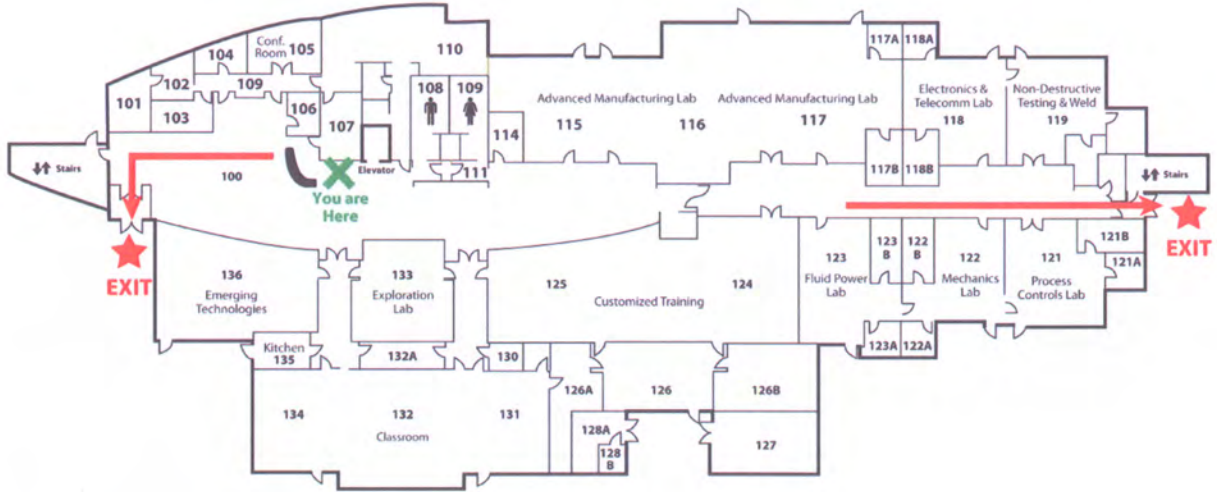 117A
118A
Conf.
Room
105
104
110
102
109
108
109
101
103
106
107
114
Advanced Manufacturing Lab
115
116
Advanced Manufacturing Lab
117
Electronics &
Telecomm Lab
118
Non-Destructive
Testing & Weld
119
117B
118B
Stairs
100
You are
Here
Elevator
111
Stairs
EXIT
EXIT
136
Emerging
Technologies
133
Exploration
Lab
125
Customized Training
124
123
Fluid Power
Lab
123
B
122
B
122
Mechanics
Lab
121
Process
Controls Lab
121B
121A
123A
122A
Kitchen
135
132A
130
126A
126
126B
134
132
Classroom
131
128A
128
B
127